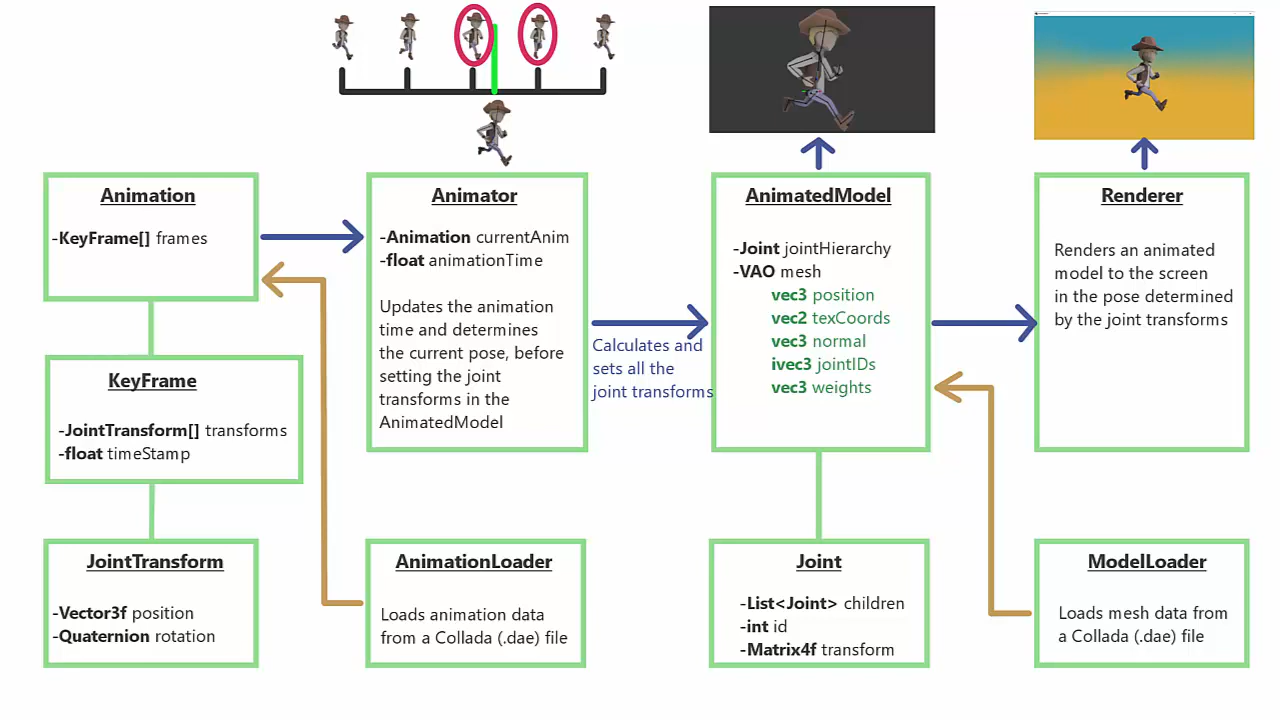 Animation
-KeyFrame[] frames
KeyFrame
-JointTransform[] transforms
-float timeStamp
JointTransform
-Vector3f position
-Quaternion rotation
Animator
-Animation currentAnim
-float animationTime
Updates the animation
time and determines
the current pose, before
setting the joint
transforms in the
AnimatedModel
AnimationLoader
Loads animation data
from a Collada (.dae) file
Calculates and
sets all the
joint transforms
AnimatedModel
-Joint jointHierarchy
-VAO mesh
vec3 position
vec2 texCoords
vec3 normal
ivec3 jointIDs
vec3 weights
Joint
-List<Joint> children
-int id
-Matrix4f transform
Renderer
Renders an animated
model to the screen
in the pose determined
by the joint transforms
ModelLoader
Loads mesh data from
a Collada (.dae) file